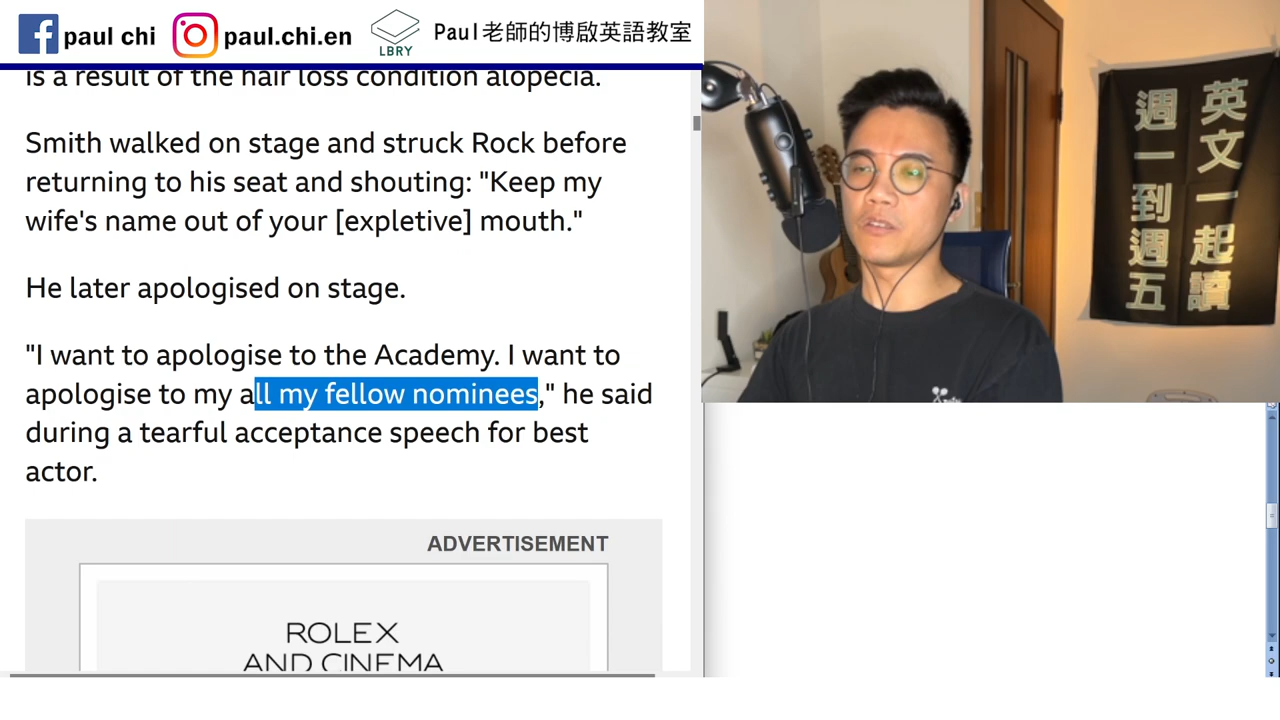 paul chi
paul.chi.en
LBRY
Paul老師的博啟英語教室
is a result of the hair loss condition alopecia.
Smith walked on stage and struck Rock before
returning to his seat and shouting: "Keep my
wife's name out of your [expletive] mouth."
He later apologised on stage.
"I want to apologise to the Academy. I want to
apologise to my all my fellow nominees," he said
during a tearful acceptance speech for best
actor.
ADVERTISEMENT
ROLEX
AND CINEMA
英文一起讀
週一到週五